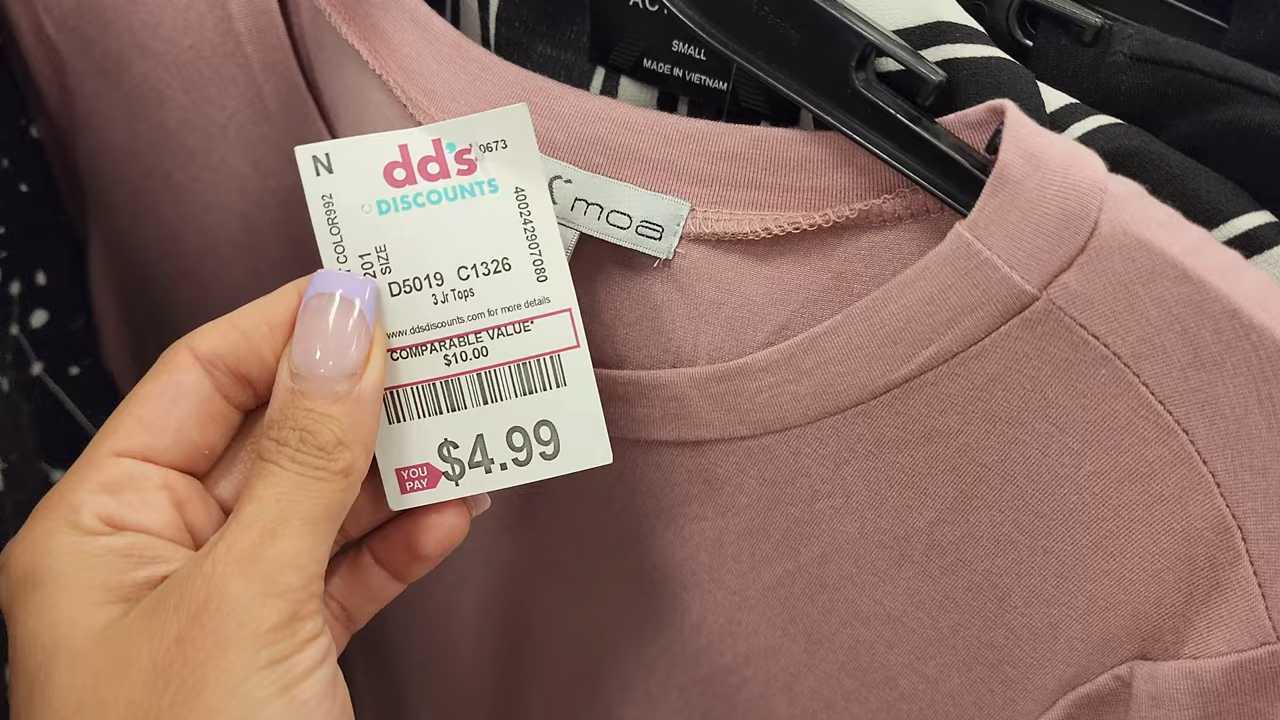 SMALL
MADE IN VIETNAM
N
dd's
DISCOUNTS
0673
COLOR992
201
SIZE
400242907080
D5019 C1326
3 Jr Tops
www.ddsdiscounts.com for more details
COMPARABLE VALUE*
$10.00
YOU
PAY
$4.99
moa